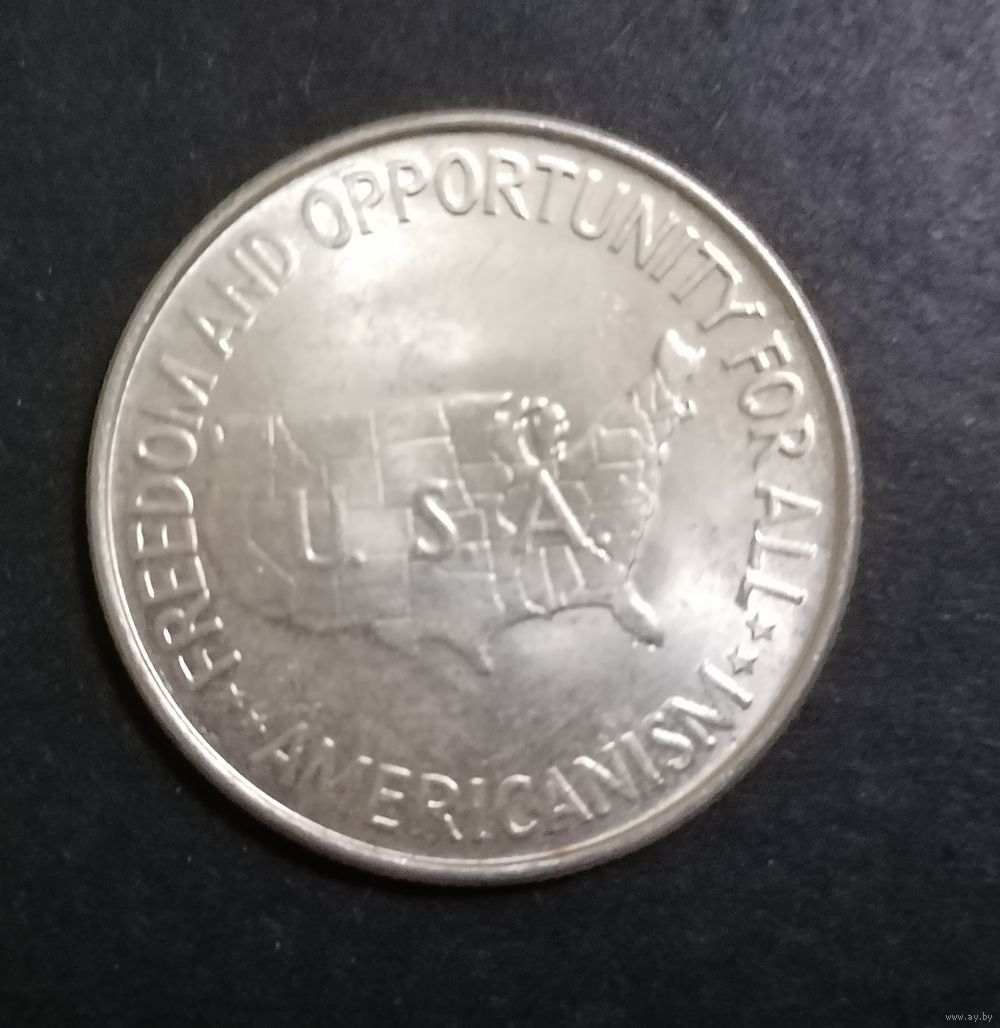 FREEDOM AND OPPORTUNITY FOR ALL
U. S. A.
AMERICANISM
www.ay.by